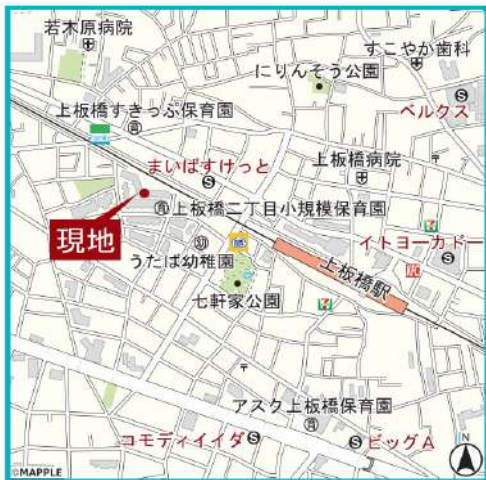 若木原病院
すこやか歯科
にりんそう公園
上板橋すきっぷ保育園
ベルクス
まいばすけっと
上板橋病院
上板橋二丁目小規模保育園
現地
イトーヨーカドー
うたば幼稚園
上板橋駅
KFC
七軒家公園
アスク上板橋保育園
コモディイイダ
ビッグA
N
©MAPPLE